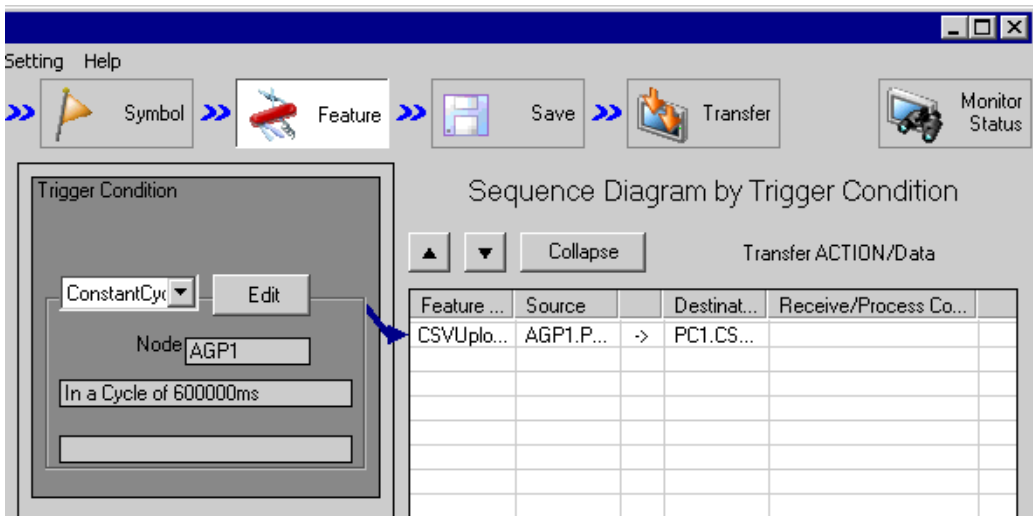 Setting Help
Symbol
Feature
Save
Transfer
Monitor Status
Trigger Condition
ConstantCy
Edit
Node AGP1
In a Cycle of 600000ms
Sequence Diagram by Trigger Condition
Collapse
Transfer ACTION/Data
Feature ... Source Destinat... Receive/Process Co...
CSVUplo... AGP1.P... -> PC1.CS...